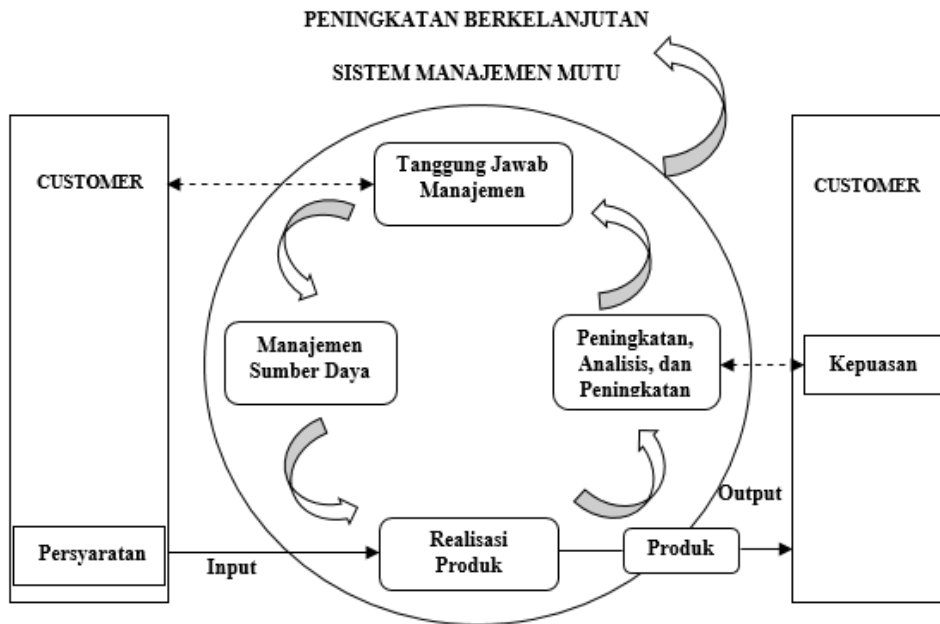 PENINGKATAN BERKELANJUTAN
SISTEM MANAJEMEN MUTU
CUSTOMER
Tanggung Jawab
Manajemen
CUSTOMER
Manajemen
Sumber Daya
Peningkatan,
Analisis, dan
Peningkatan
Kepuasan
Persyaratan
Input
Realisasi
Produk
Produk
Output